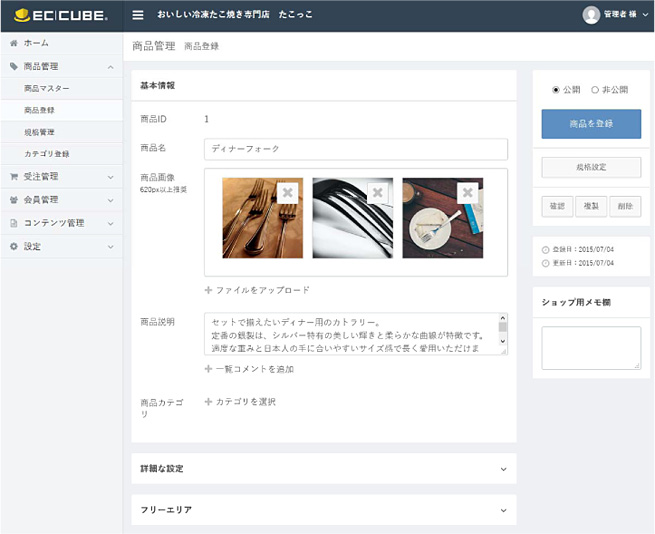 EC CUBE.
おいしい冷凍たこ焼き専門店 たこっこ
管理者 様
ホーム
商品管理
商品マスター
商品登録
規格管理
カテゴリ登録
受注管理
会員管理
コンテンツ管理
設定
商品管理 商品登録
基本情報
商品ID 1
商品名 ディナーフォーク
商品画像
620px以上推奨
ファイルをアップロード
商品説明
セットで揃えたいディナー用のカトラリー。
定番の銀製は、シルバー特有の美しい輝きと柔らかな曲線が特徴です。
適度な重みと日本人の手に合いやすいサイズ感で長く愛用いただけま
一覧コメントを追加
商品カテゴ
リ
カテゴリを選択
詳細な設定
フリーエリア
公開 非公開
商品を登録
規格設定
確認 複製 削除
登録日：2015/07/04
更新日：2015/07/04
ショップ用メモ欄